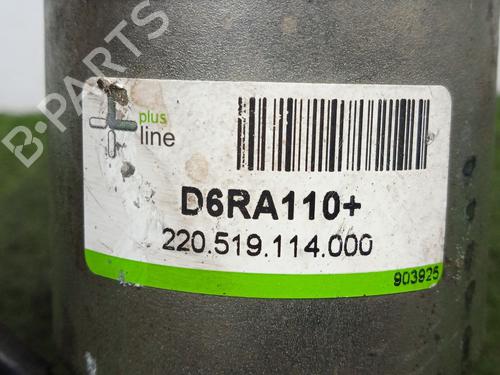 B-PARTS
plus
line
D6RA110+
220.519.114.000
903925